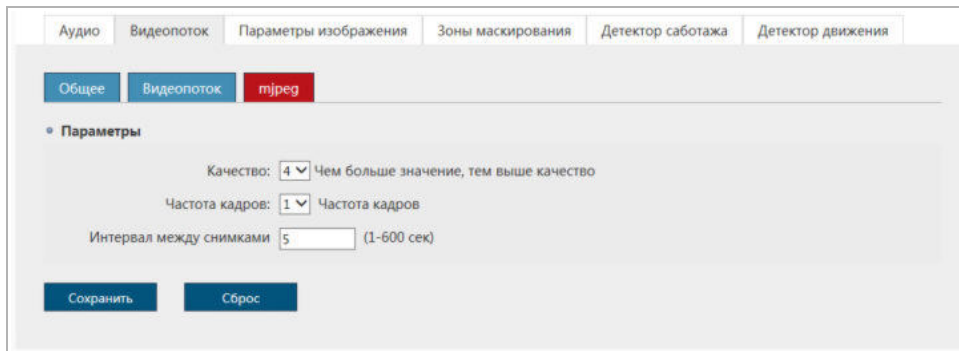 Аудио Видеопоток Параметры изображения Зоны маскирования Детектор саботажа Детектор движения
Общее Видеопоток mjpeg
Параметры
Качество: 4 Чем больше значение, тем выше качество
Частота кадров: 1 Частота кадров
Интервал между снимками 5 (1-600 сек)
Сохранить Сброс